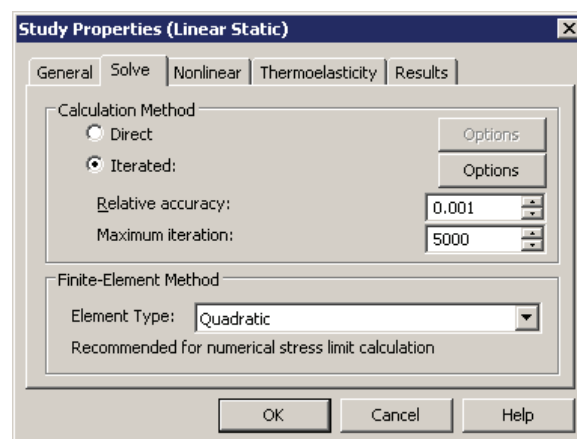 Study Properties (Linear Static)
General Solve Nonlinear Thermoelasticity Results
Calculation Method
Direct Options
Iterated: Options
Relative accuracy: 0.001
Maximum iteration: 5000
Finite-Element Method
Element Type: Quadratic
Recommended for numerical stress limit calculation
OK Cancel Help